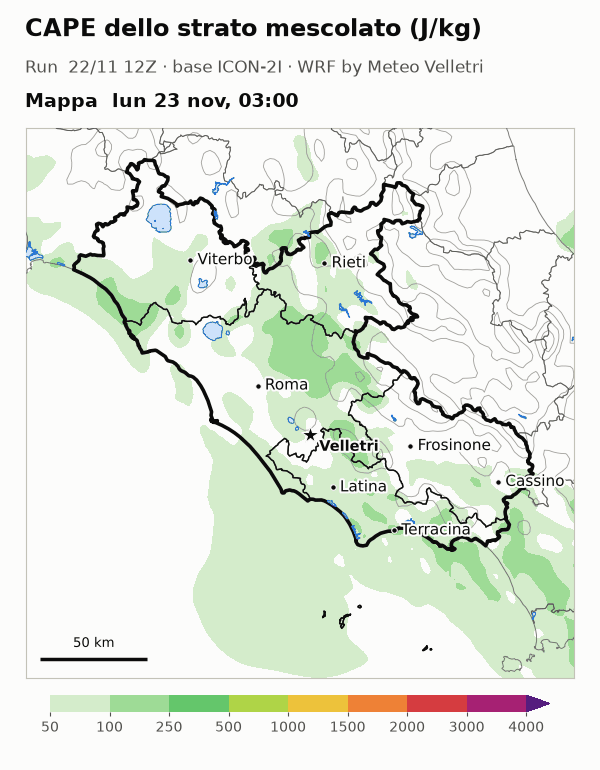 CAPE dello strato mescolato (J/kg)
Run 22/11 12Z · base ICON-2I · WRF by Meteo Velletri
Mappa lun 23 nov, 03:00
Viterbo
Rieti
Roma
Velletri
Frosinone
Latina
Cassino
Terracina
50 km
50 100 250 500 1000 1500 2000 3000 4000